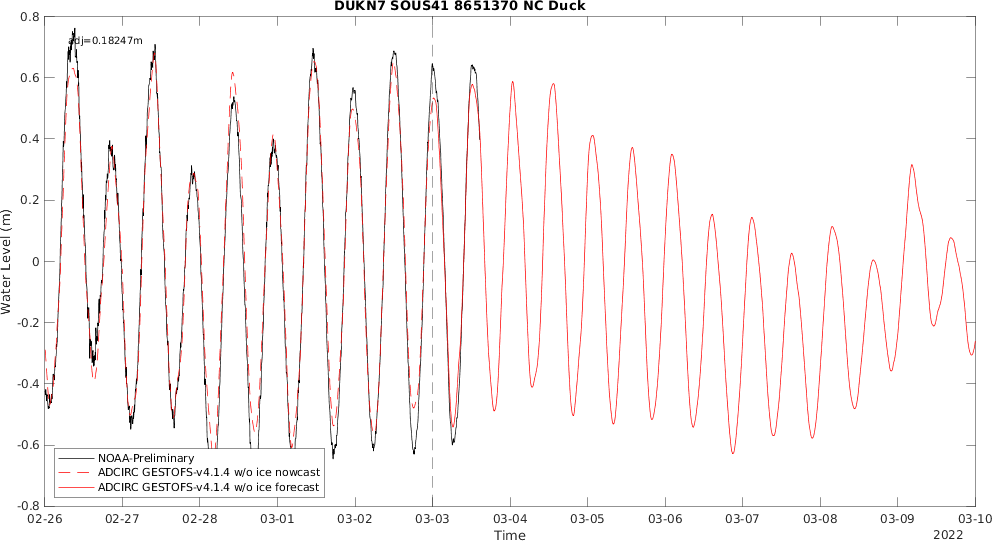 DUKN7 SOUS41 8651370 NC Duck
adj=0.18247m
Water Level (m)
0.8
0.6
0.4
0.2
0
-0.2
-0.4
-0.6
-0.8
NOAA-Preliminary
ADCIRC GESTOFS-v4.1.4 w/o ice nowcast
ADCIRC GESTOFS-v4.1.4 w/o ice forecast
02-26 02-27 02-28 03-01 03-02 03-03 03-04 03-05 03-06 03-07 03-08 03-09 03-10
Time
2022